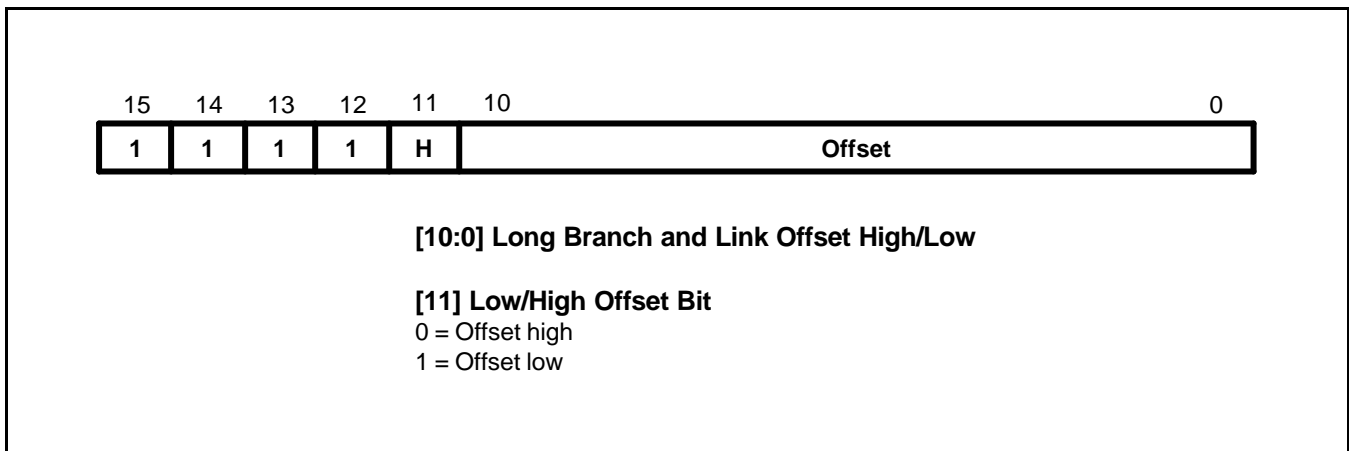 15 14 13 12 11 10 0
1 1 1 1 H Offset
[10:0] Long Branch and Link Offset High/Low
[11] Low/High Offset Bit
0 = Offset high
1 = Offset low